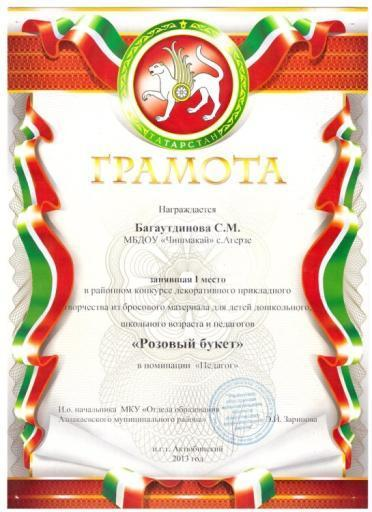 ТАТАРСТАН
ГРАМОТА
Награждается
Багаутдинова С.М.
МБДОУ «Чишмакай» с.Агерзе
занявшая I место
в районном конкурсе декоративного прикладного
творчества из бросового материала для детей дошкольного,
школьного возраста и педагогов
«Розовый букет»
в номинации «Педагог»
И.о. начальника МКУ «Отдела образования
Азнакаевского муниципального района» Э.Й. Зарипова
п.г.т. Актюбинский
2013 год